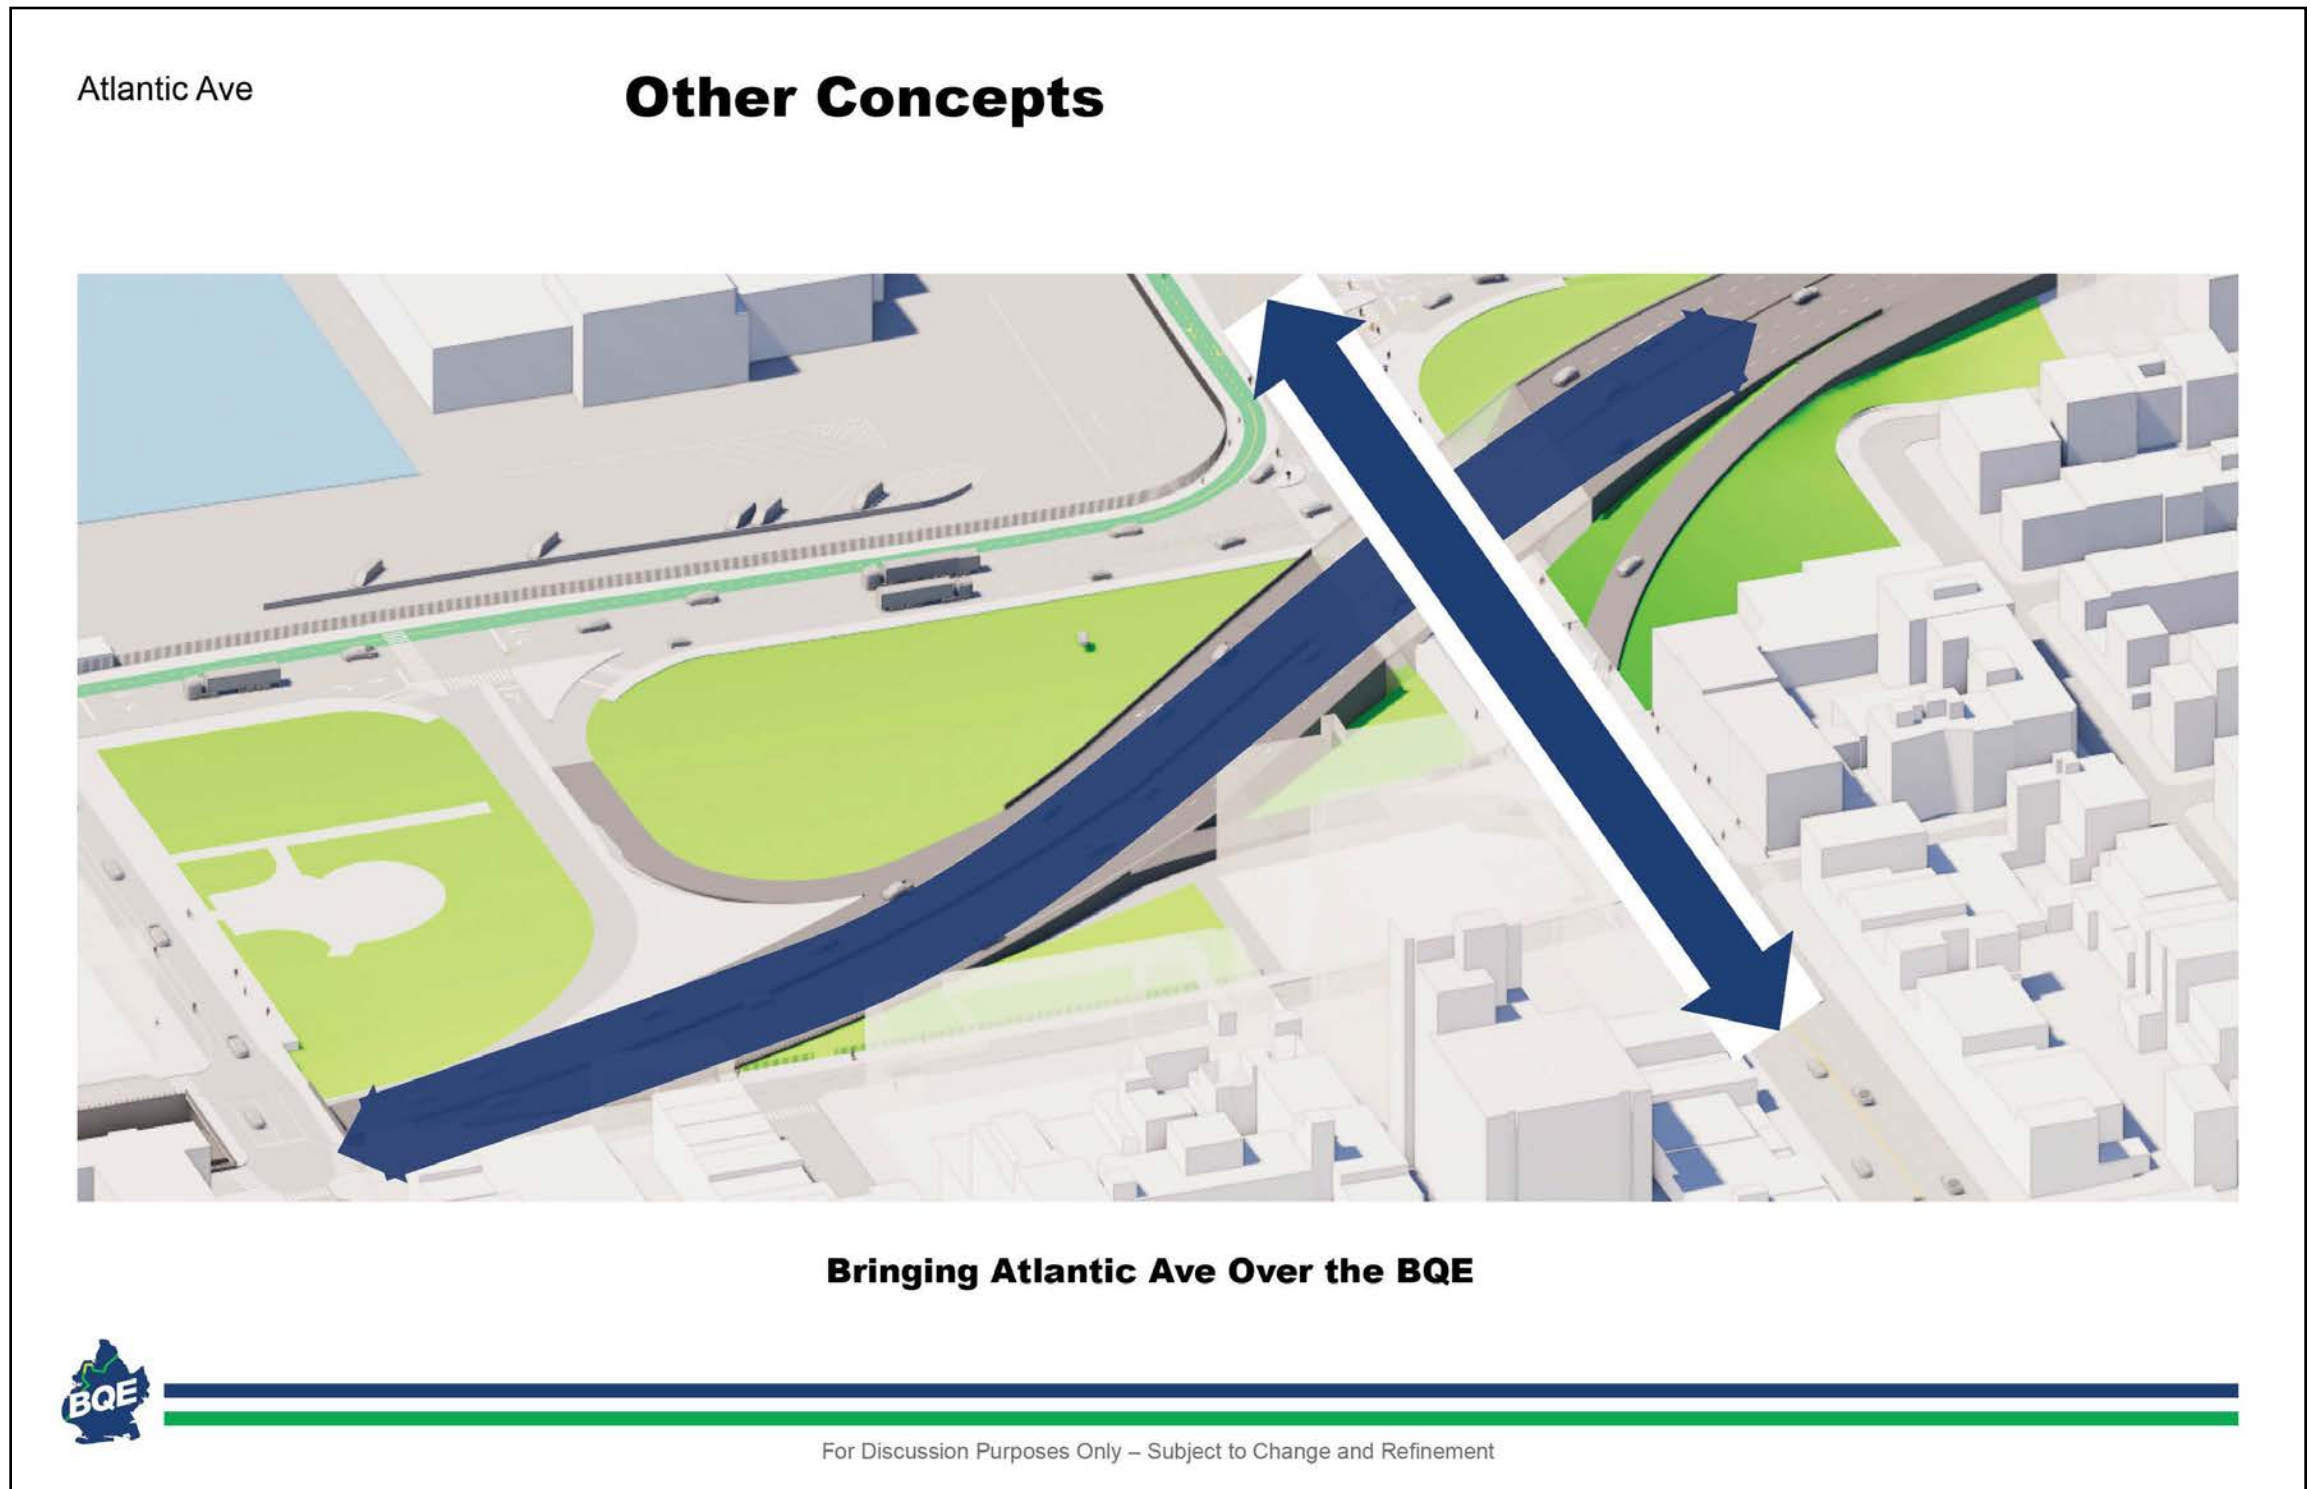 Atlantic Ave
Other Concepts
Bringing Atlantic Ave Over the BQE
BQE
For Discussion Purposes Only – Subject to Change and Refinement